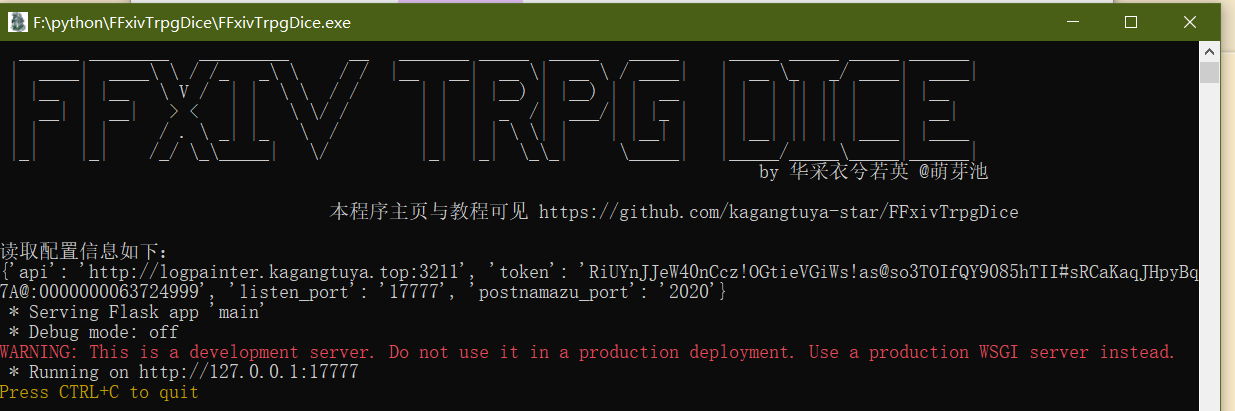 F:\python\FFxivTrpgDice\FFxivTrpgDice.exe
FFXIV TRPG DICE
by 华采衣兮若英 @萌芽池
本程序主页与教程可见 https://github.com/kagangtuya-star/FFxivTrpgDice
读取配置信息如下:
{'api': 'http://logpainter.kagangtuya.top:3211', 'token': 'RiUYnJJeW40nCcz!OGtieVGiWs!as@so3TOIfQY9085hTII#sRCaKaqJHpyBq
7A@:0000000063724999', 'listen_port': '17777', 'postnamazu_port': '2020'}
* Serving Flask app 'main'
* Debug mode: off
WARNING: This is a development server. Do not use it in a production deployment. Use a production WSGI server instead.
* Running on http://127.0.0.1:17777
Press CTRL+C to quit